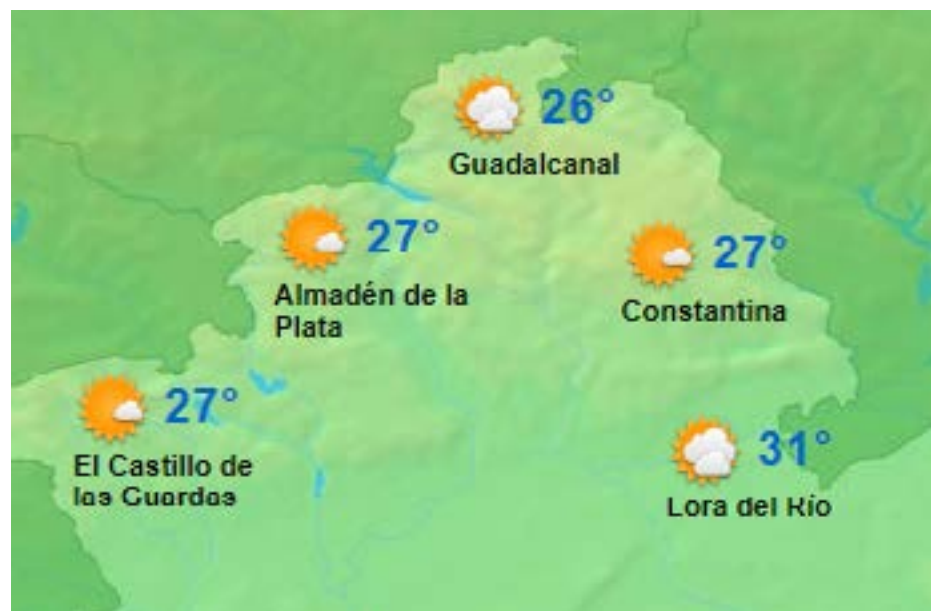 26°
Guadalcanal
27°
Almadén de la
Plata
27°
Constantina
27°
El Castillo de
las Guardas
31°
Lora del Río